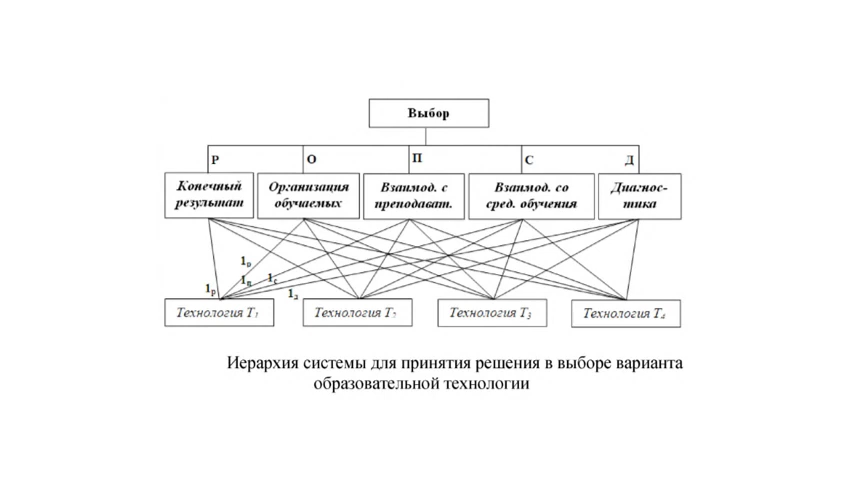 Выбор
Р О П С Д
Конечный результат
Организация обучаемых
Взаимод. с преподават.
Взаимод. со сред. обучения
Диагнос-
тика
1р
1о
1п
1с
1д
Технология Т1
Технология Т2
Технология Т3
Технология Т4
Иерархия системы для принятия решения в выборе варианта
образовательной технологии